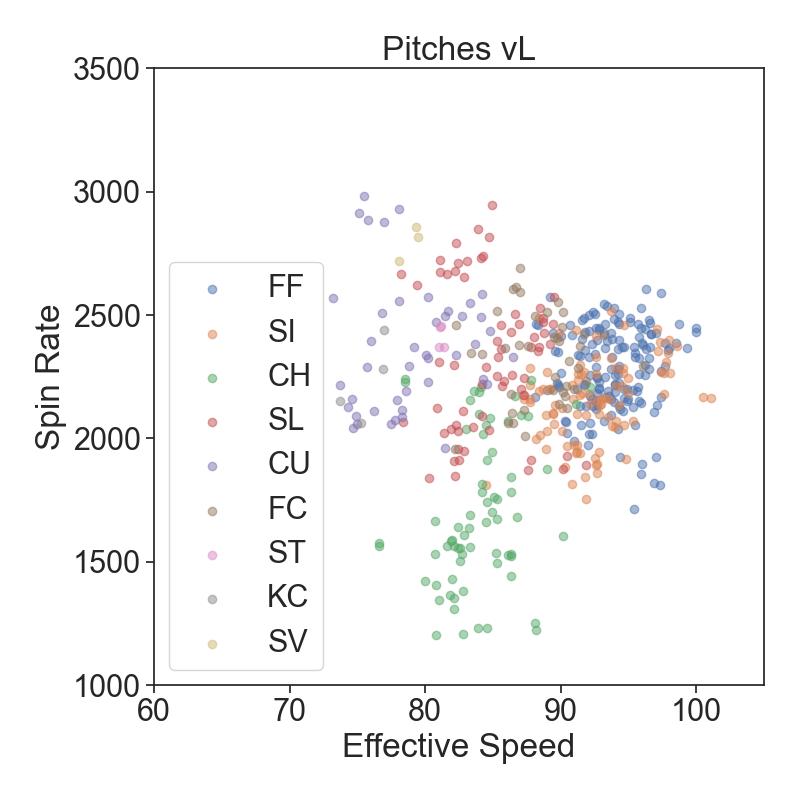 Pitches vL
3500
3000
2500
2000
1500
1000
Spin Rate
FF
SI
CH
SL
CU
FC
ST
KC
SV
60
70
80
90
100
Effective Speed